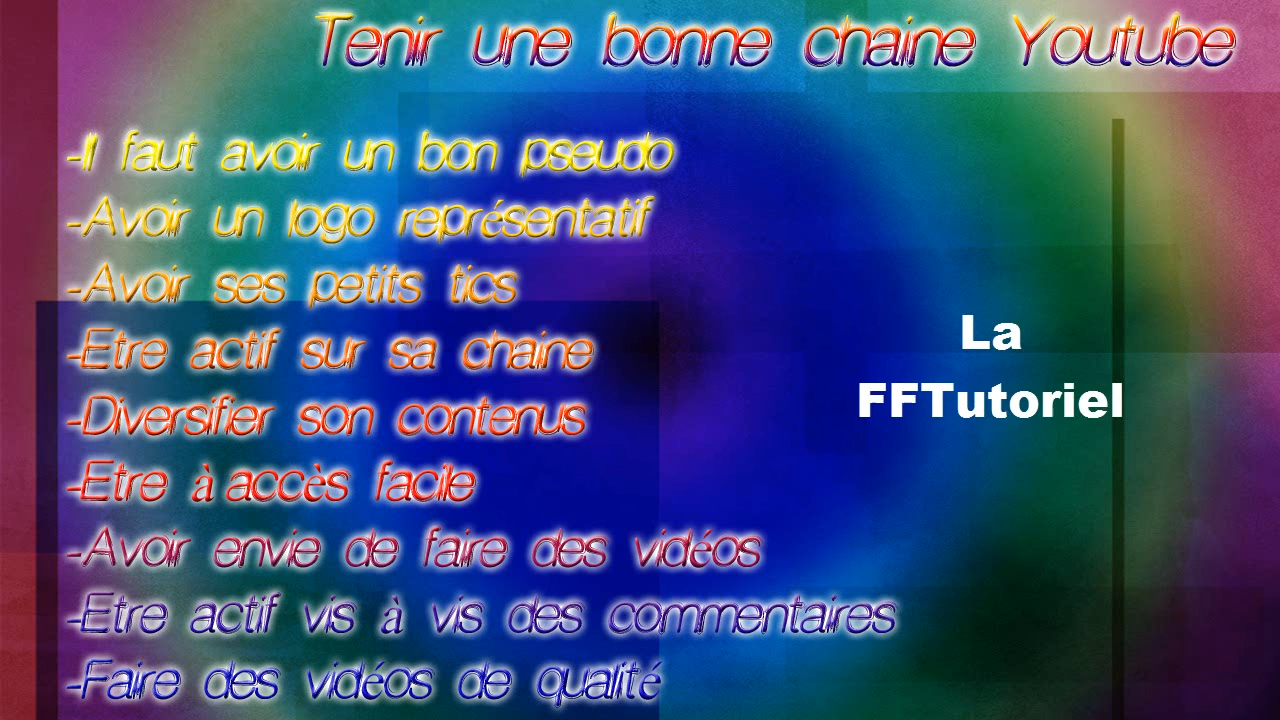 Tenir une bonne chaine Youtube
-Il faut avoir un bon pseudo
-Avoir un logo représentatif
-Avoir ses petits tics
-Etre actif sur sa chaine
-Diversifier son contenus
-Etre à accès facile
-Avoir envie de faire des vidéos
-Etre actif vis à vis des commentaires
-Faire des vidéos de qualité
La
FFTutoriel